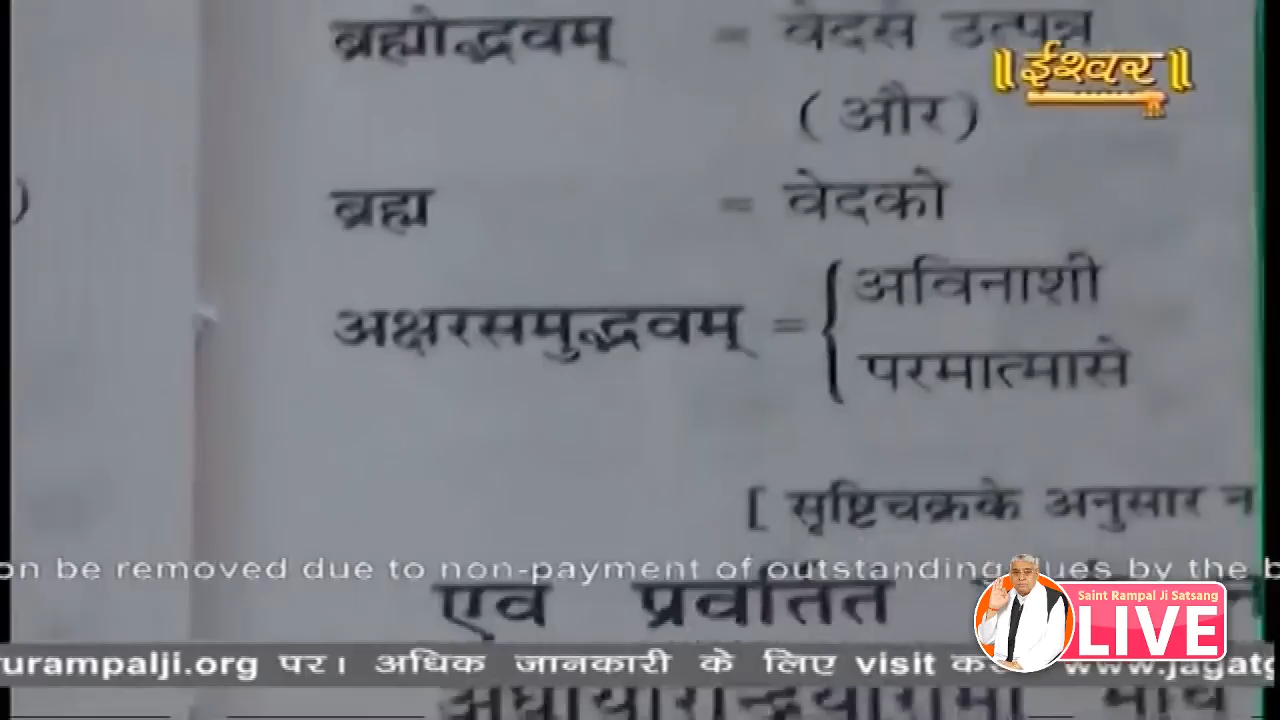 ब्रह्मोद्भवम् = वेदसे उत्पन्न
॥ईश्वर॥
(और)
)
ब्रह्म = वेदको
अक्षरसमुद्भवम् = { अविनाशी
परमात्मासे
[ सृष्टिचक्रके अनुसार न
on be removed due to non-payment of outstanding dues by the b
एवं प्रवर्तितं
Saint Rampal Ji Satsang
LIVE
urampalji.org पर। अधिक जानकारी के लिए visit www.jagatg